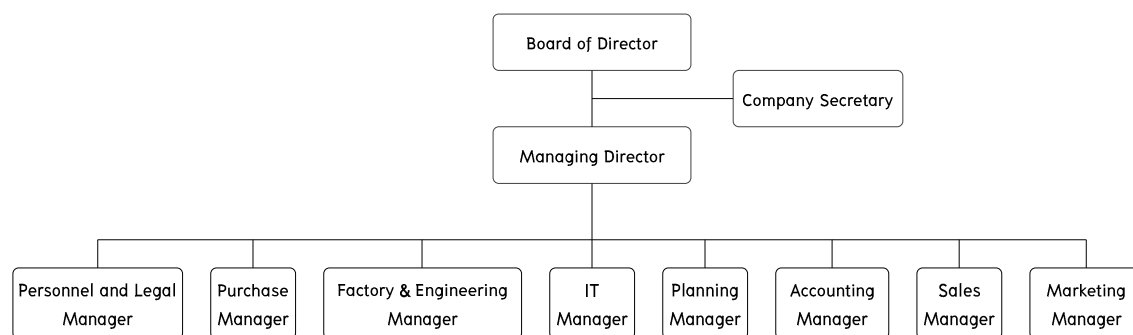 Board of Director
Company Secretary
Managing Director
Personnel and Legal
Manager
Purchase
Manager
Factory & Engineering
Manager
IT
Manager
Planning
Manager
Accounting
Manager
Sales
Manager
Marketing
Manager